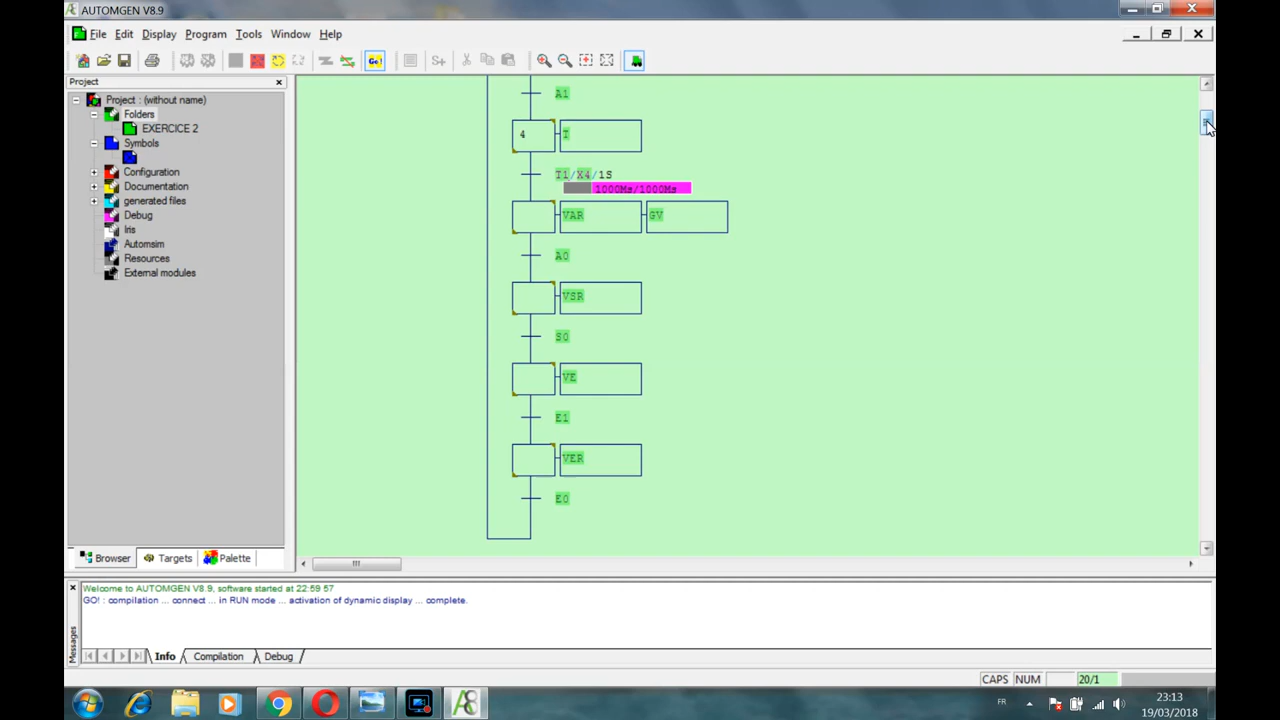 AUTOMGEN V8.9
File Edit Display Program Tools Window Help
Go!
Project
Project : (without name)
Folders
EXERCICE 2
Symbols
Configuration
Documentation
generated files
Debug
Iris
Automsim
Resources
External modules
Browser Targets Palette
A1
4 T
T1/X4/1S
1000Ms/1000Ms
VAR GV
A0
VSR
S0
VE
E1
VER
E0
Messages
Welcome to AUTOMGEN V8.9, software started at 22:59 57
GO! : compilation ... connect ... in RUN mode ... activation of dynamic display ... complete.
Info Compilation Debug
CAPS NUM 20/1
FR 23:13
19/03/2018